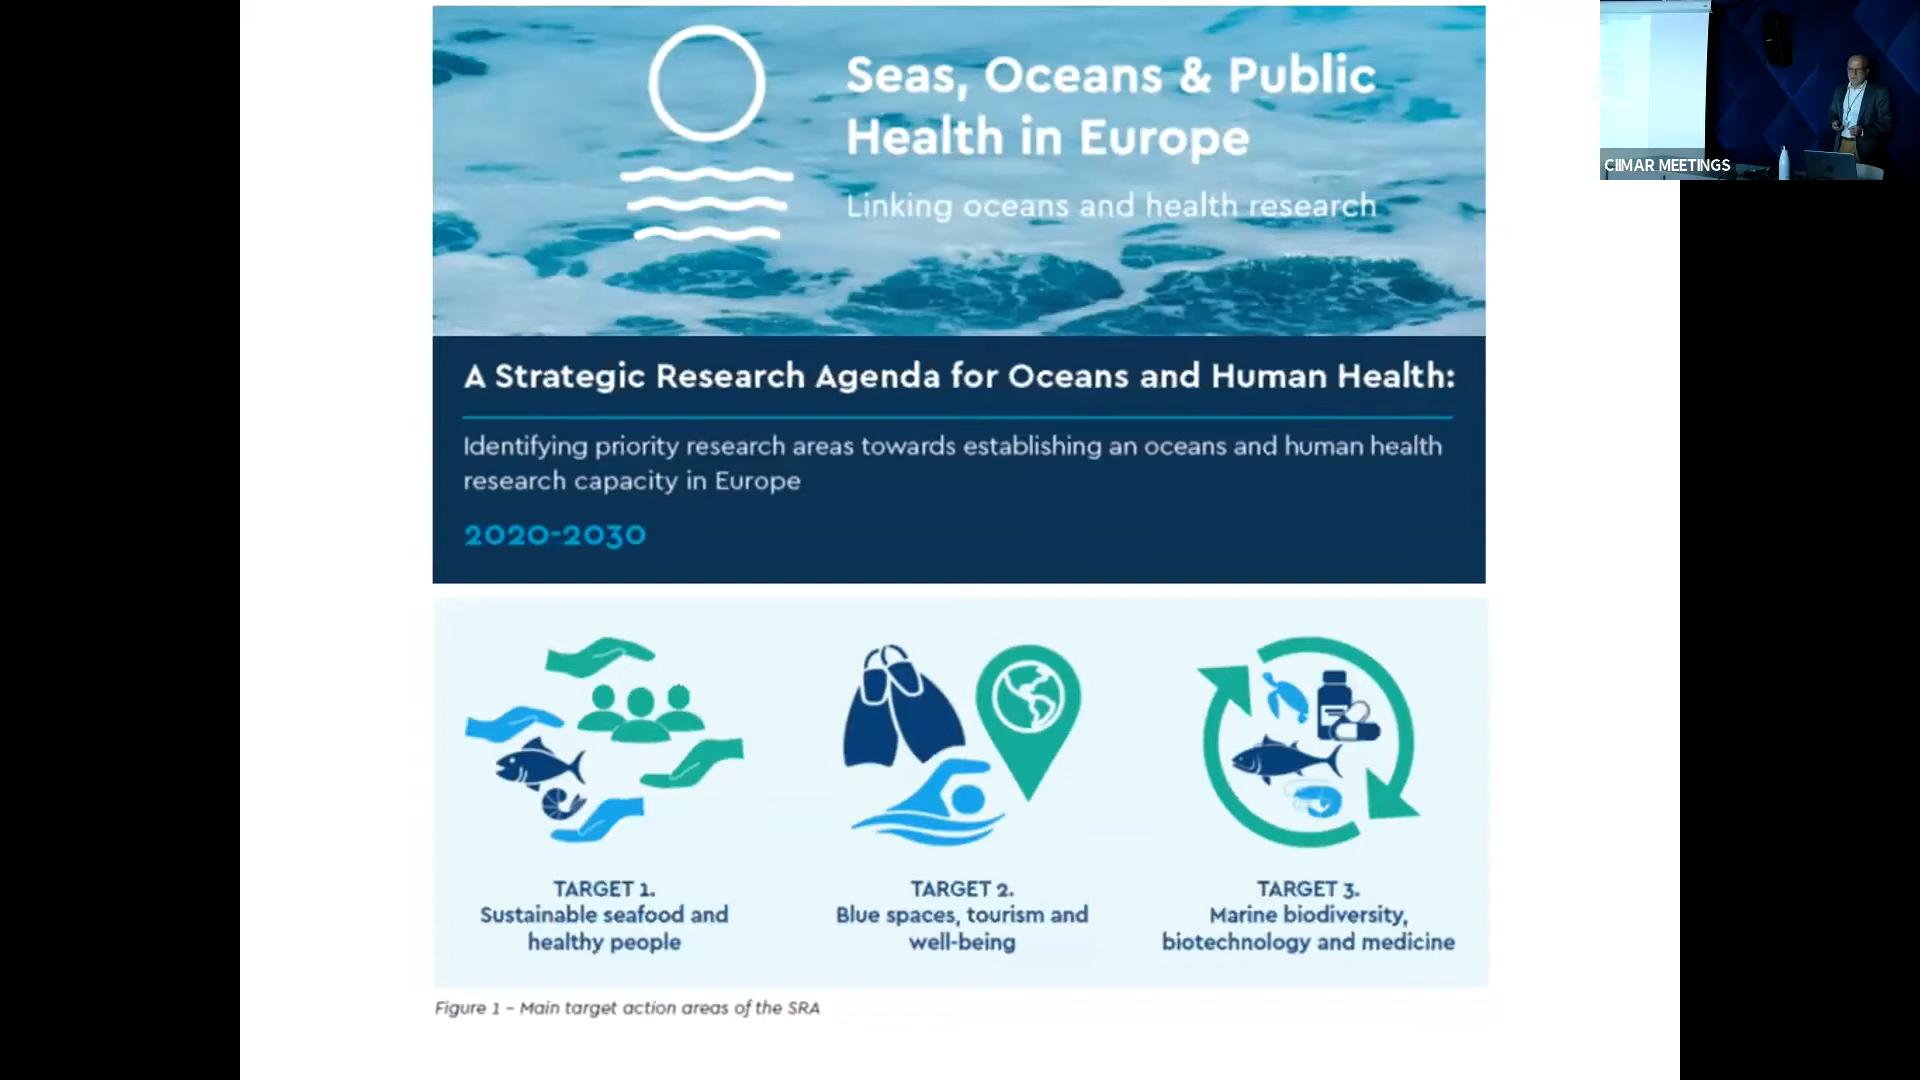 Seas, Oceans & Public
Health in Europe
Linking oceans and health research
CIIMAR MEETINGS
A Strategic Research Agenda for Oceans and Human Health:
Identifying priority research areas towards establishing an oceans and human health
research capacity in Europe
2020-2030
TARGET 1.
Sustainable seafood and
healthy people
TARGET 2.
Blue spaces, tourism and
well-being
TARGET 3.
Marine biodiversity,
biotechnology and medicine
Figure 1 - Main target action areas of the SRA